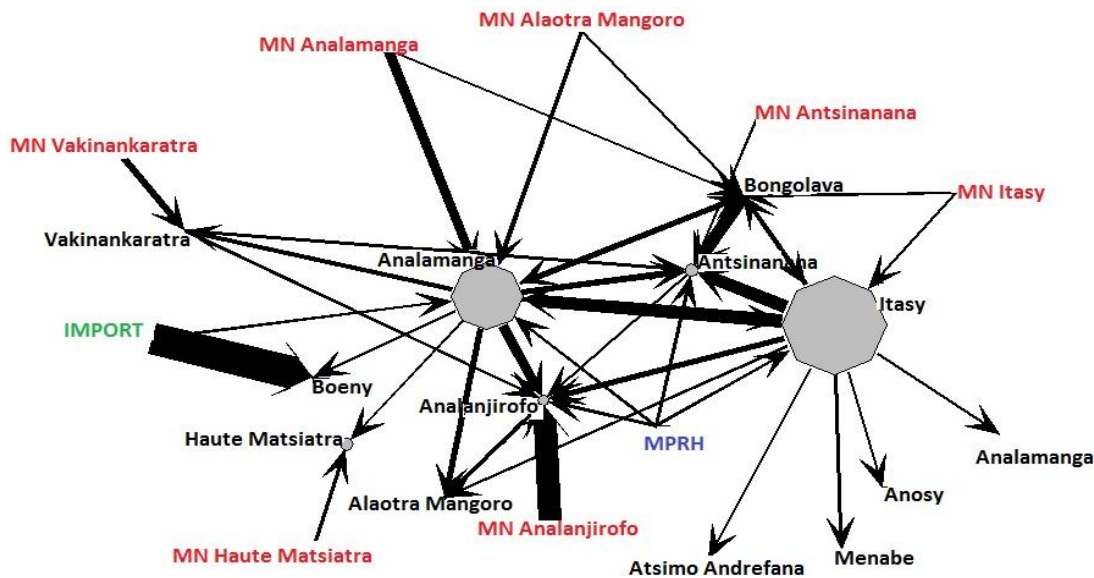 MN Alaotra Mangoro
MN Analamanga
MN Antsinanana
MN Vakinankaratra
Bongolava
MN Itasy
Vakinankaratra
Analamanga
Antsinanana
Itasy
IMPORT
Boeny
Analanjirofo
Haute Matsiatra
MPRH
Analamanga
Alaotra Mangoro
Anosy
MN Analanjirofo
MN Haute Matsiatra
Menabe
Atsimo Andrefana